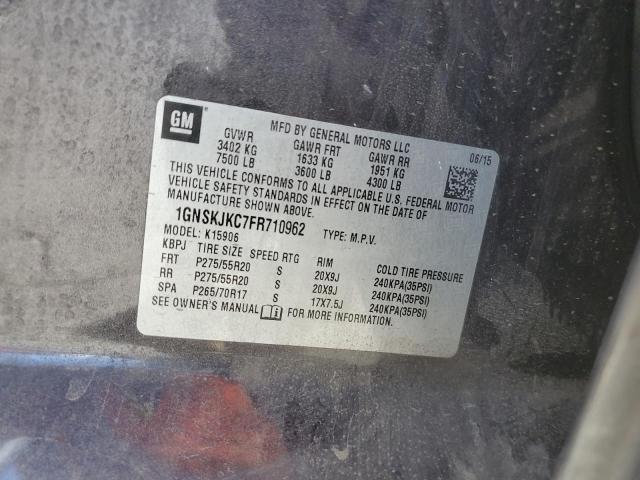 GM
MFD BY GENERAL MOTORS LLC
06/15
GVWR GAWR FRT GAWR RR
3402 KG 1633 KG 1951 KG
7500 LB 3600 LB 4300 LB
THIS VEHICLE CONFORMS TO ALL APPLICABLE U.S. FEDERAL MOTOR
VEHICLE SAFETY STANDARDS IN EFFECT ON THE DATE OF
MANUFACTURE SHOWN ABOVE.
1GNSKJKC7FR710962 TYPE: M.P.V.
MODEL: K15906
KBPJ TIRE SIZE SPEED RTG RIM COLD TIRE PRESSURE
FRT P275/55R20 S 20X9J 240KPA(35PSI)
RR P275/55R20 S 20X9J 240KPA(35PSI)
SPA P265/70R17 S 17X7.5J 240KPA(35PSI)
SEE OWNER'S MANUAL FOR MORE INFORMATION.